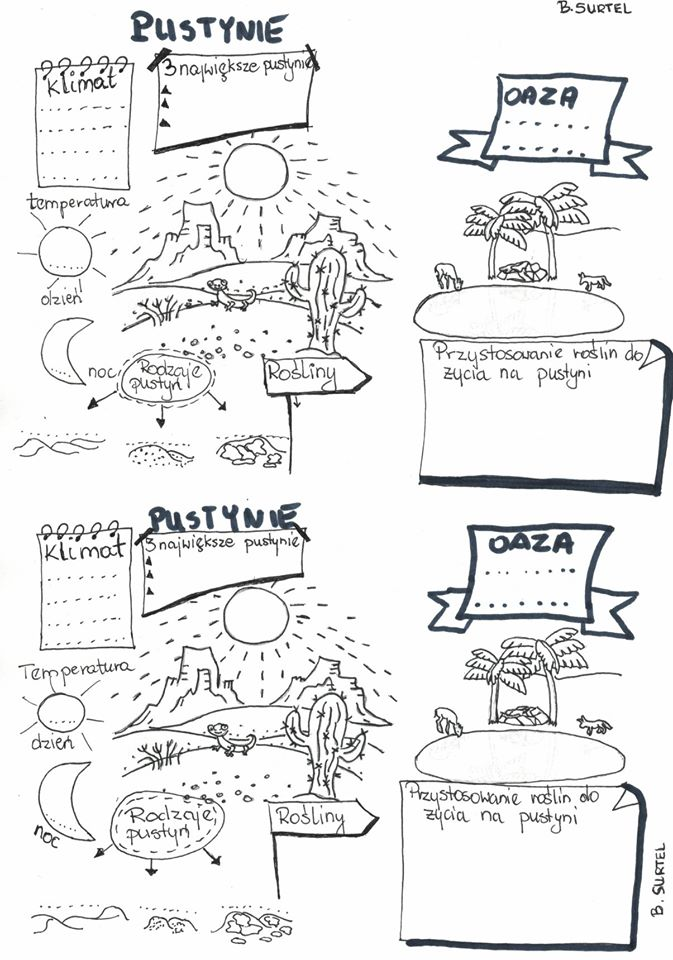 B. SURTEL
PUSTYNIE
Klimat
3 największe pustynie
OAZA
temperatura
dzień
noc
Rodzaje
pustyń
Rośliny
Przystosowanie roślin do
życia na pustyni
PUSTYNIE
Klimat
3 największe pustynie
OAZA
Temperatura
dzień
noc
Rodzaje
pustyń
Rośliny
Przystosowanie roślin do
życia na pustyni
B. SURTEL